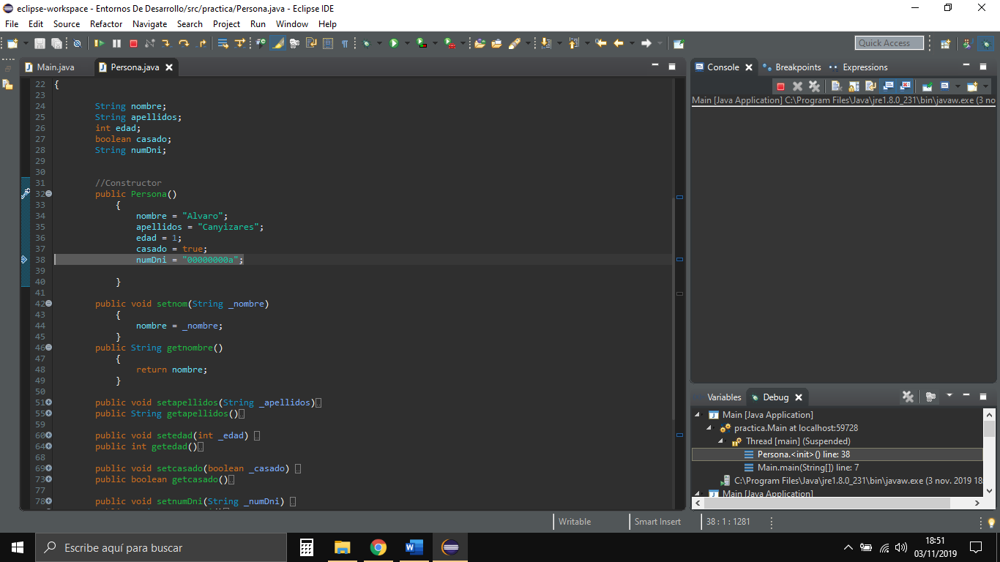 eclipse-workspace - Entornos De Desarrollo/src/practica/Persona.java - Eclipse IDE
File Edit Source Refactor Navigate Search Project Run Window Help
Quick Access
Main.java Persona.java
22 {
23
24 String nombre;
25 String apellidos;
26 int edad;
27 boolean casado;
28 String numDni;
29
30
31 //Constructor
32 public Persona()
33 {
34 nombre = "Alvaro";
35 apellidos = "Canyizares";
36 edad = 1;
37 casado = true;
38 numDni = "00000000a";
39
40 }
41
42 public void setnom(String _nombre)
43 {
44 nombre = _nombre;
45 }
46 public String getnombre()
47 {
48 return nombre;
49 }
50
51 public void setapellidos(String _apellidos)
55 public String getapellidos()
59
60 public void setedad(int _edad)
64 public int getedad()
68
69 public void setcasado(boolean _casado)
73 public boolean getcasado()
77
78 public void setnumDni(String _numDni)
Console Breakpoints Expressions
Main [Java Application] C:\Program Files\Java\jre1.8.0_231\bin\javaw.exe (3 no
Variables Debug
Main [Java Application]
practica.Main at localhost:59728
Thread [main] (Suspended)
Persona.<init>() line: 38
Main.main(String[]) line: 7
C:\Program Files\Java\jre1.8.0_231\bin\javaw.exe (3 nov. 2019 18
Main [Java Application]
Writable Smart Insert 38 : 1 : 1281
Escribe aquí para buscar
18:51
03/11/2019